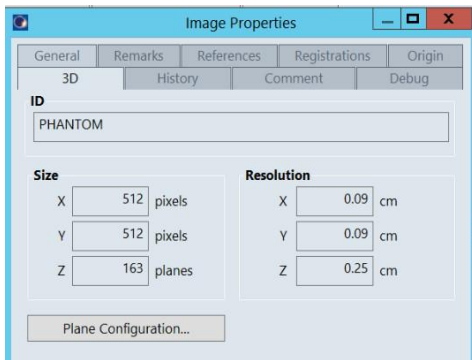 Image Properties
General Remarks References Registrations Origin
3D History Comment Debug
ID
PHANTOM
Size Resolution
X 512 pixels X 0.09 cm
Y 512 pixels Y 0.09 cm
Z 163 planes Z 0.25 cm
Plane Configuration...